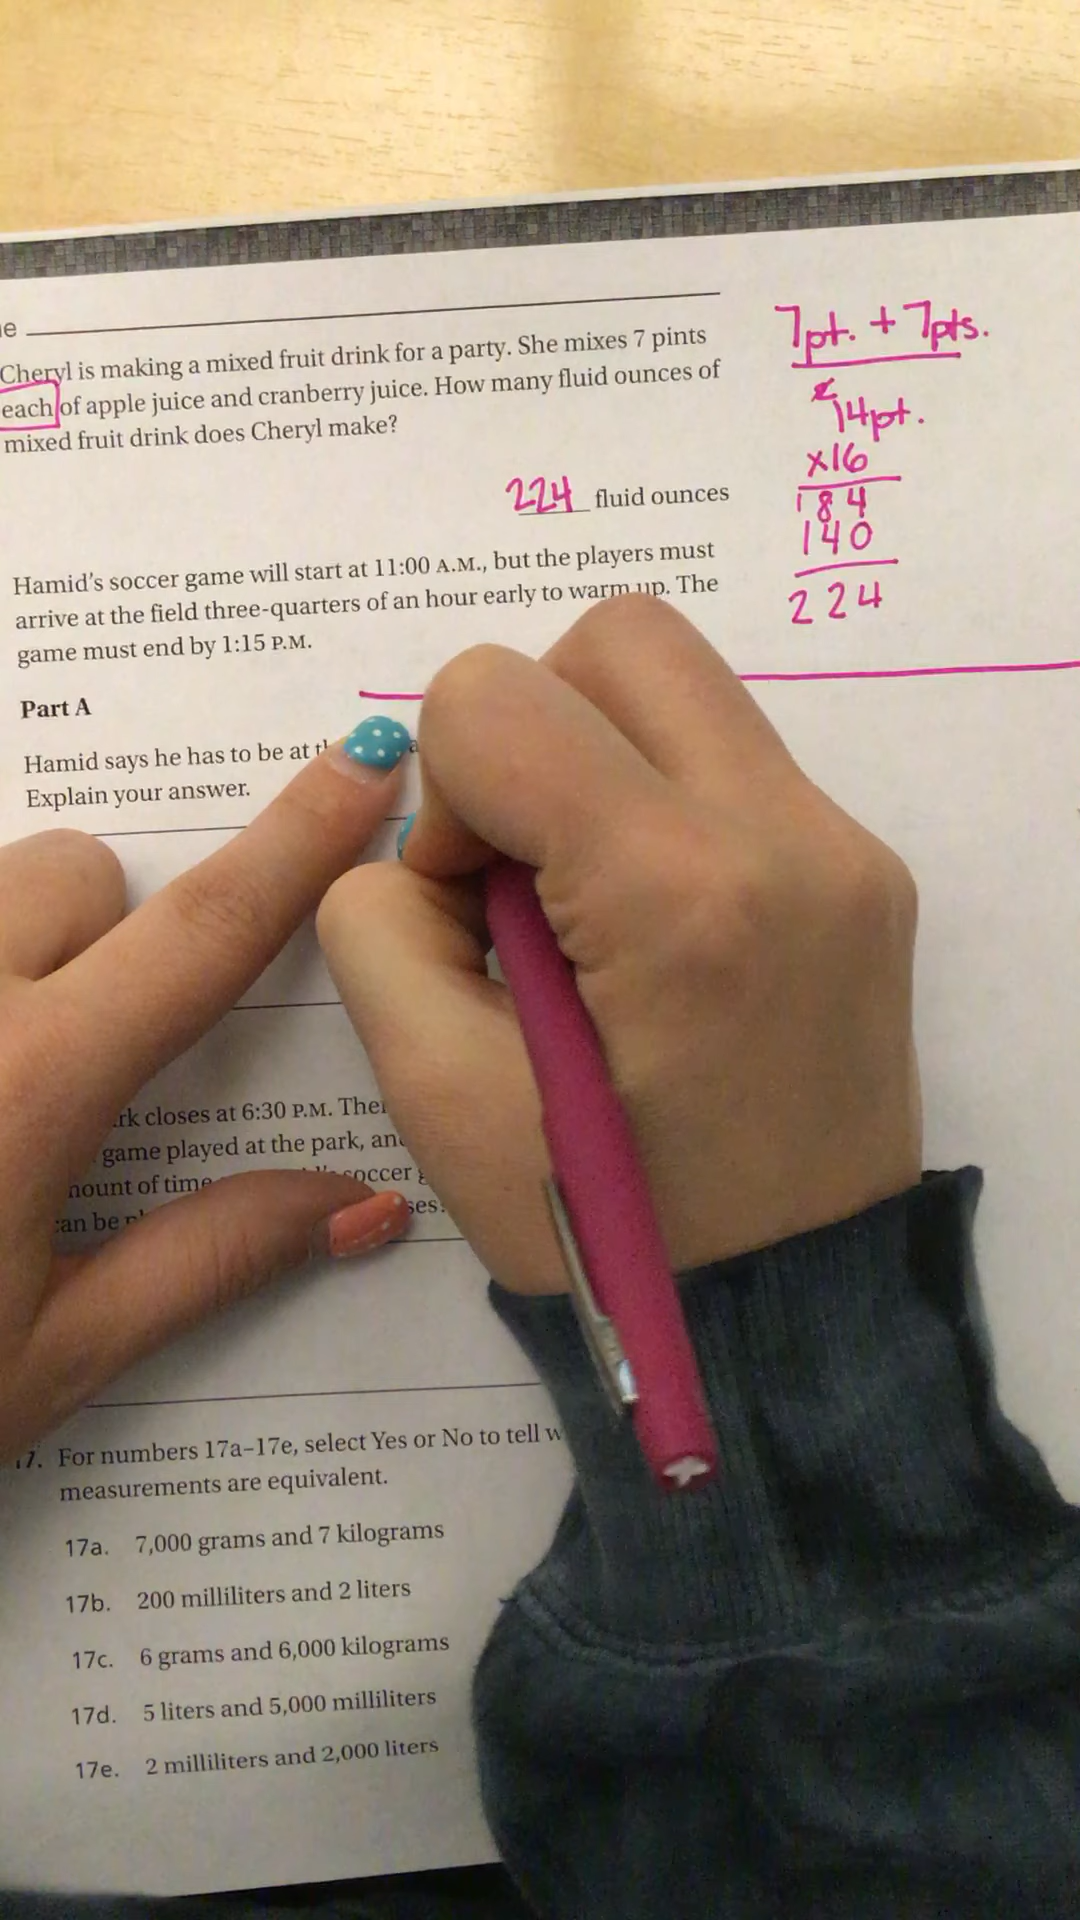 e
7pt. + 7pts.
Cheryl is making a mixed fruit drink for a party. She mixes 7 pints
each of apple juice and cranberry juice. How many fluid ounces of
mixed fruit drink does Cheryl make?
14pt.
x16
184
140
224
224 fluid ounces
Hamid's soccer game will start at 11:00 A.M., but the players must
arrive at the field three-quarters of an hour early to warm up. The
game must end by 1:15 P.M.
Part A
Hamid says he has to be at
Explain your answer.
rk closes at 6:30 P.M.
game played at the park,
of time soccer
can be
17. For numbers 17a–17e, select Yes or No to tell
measurements are equivalent.
17a. 7,000 grams and 7 kilograms
17b. 200 milliliters and 2 liters
17c. 6 grams and 6,000 kilograms
17d. 5 liters and 5,000 milliliters
17e. 2 milliliters and 2,000 liters